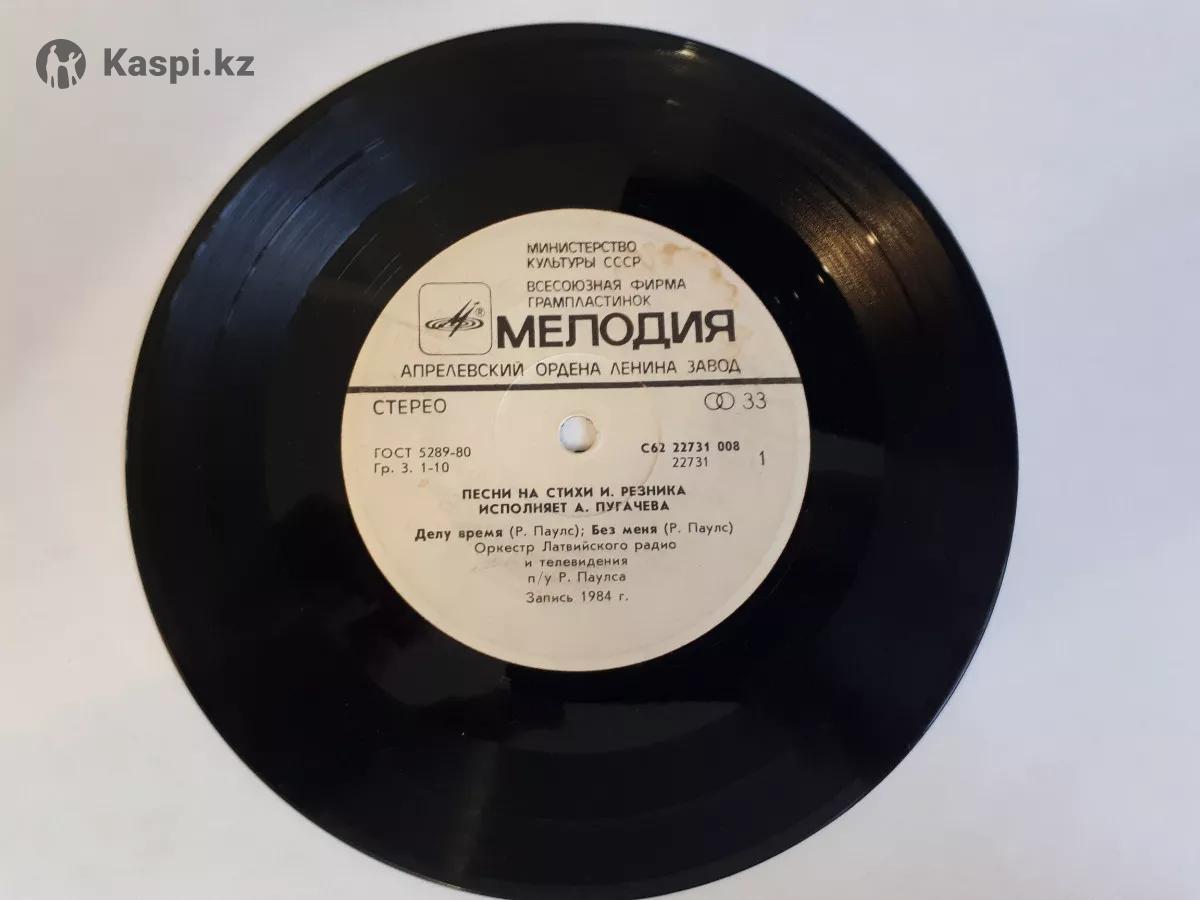 Kaspi.kz
МИНИСТЕРСТВО
КУЛЬТУРЫ СССР
ВСЕСОЮЗНАЯ ФИРМА
ГРАМПЛАСТИНОК
®
МЕЛОДИЯ
АПРЕЛЕВСКИЙ ОРДЕНА ЛЕНИНА ЗАВОД
СТЕРЕО 33
ГОСТ 5289-80 С62 22731 008
Гр. 3. 1-10 22731 1
ПЕСНИ НА СТИХИ И. РЕЗНИКА
ИСПОЛНЯЕТ А. ПУГАЧЕВА
Делу время (Р. Паулс); Без меня (Р. Паулс)
Оркестр Латвийского радио
и телевидения
п/у Р. Паулса
Запись 1984 г.